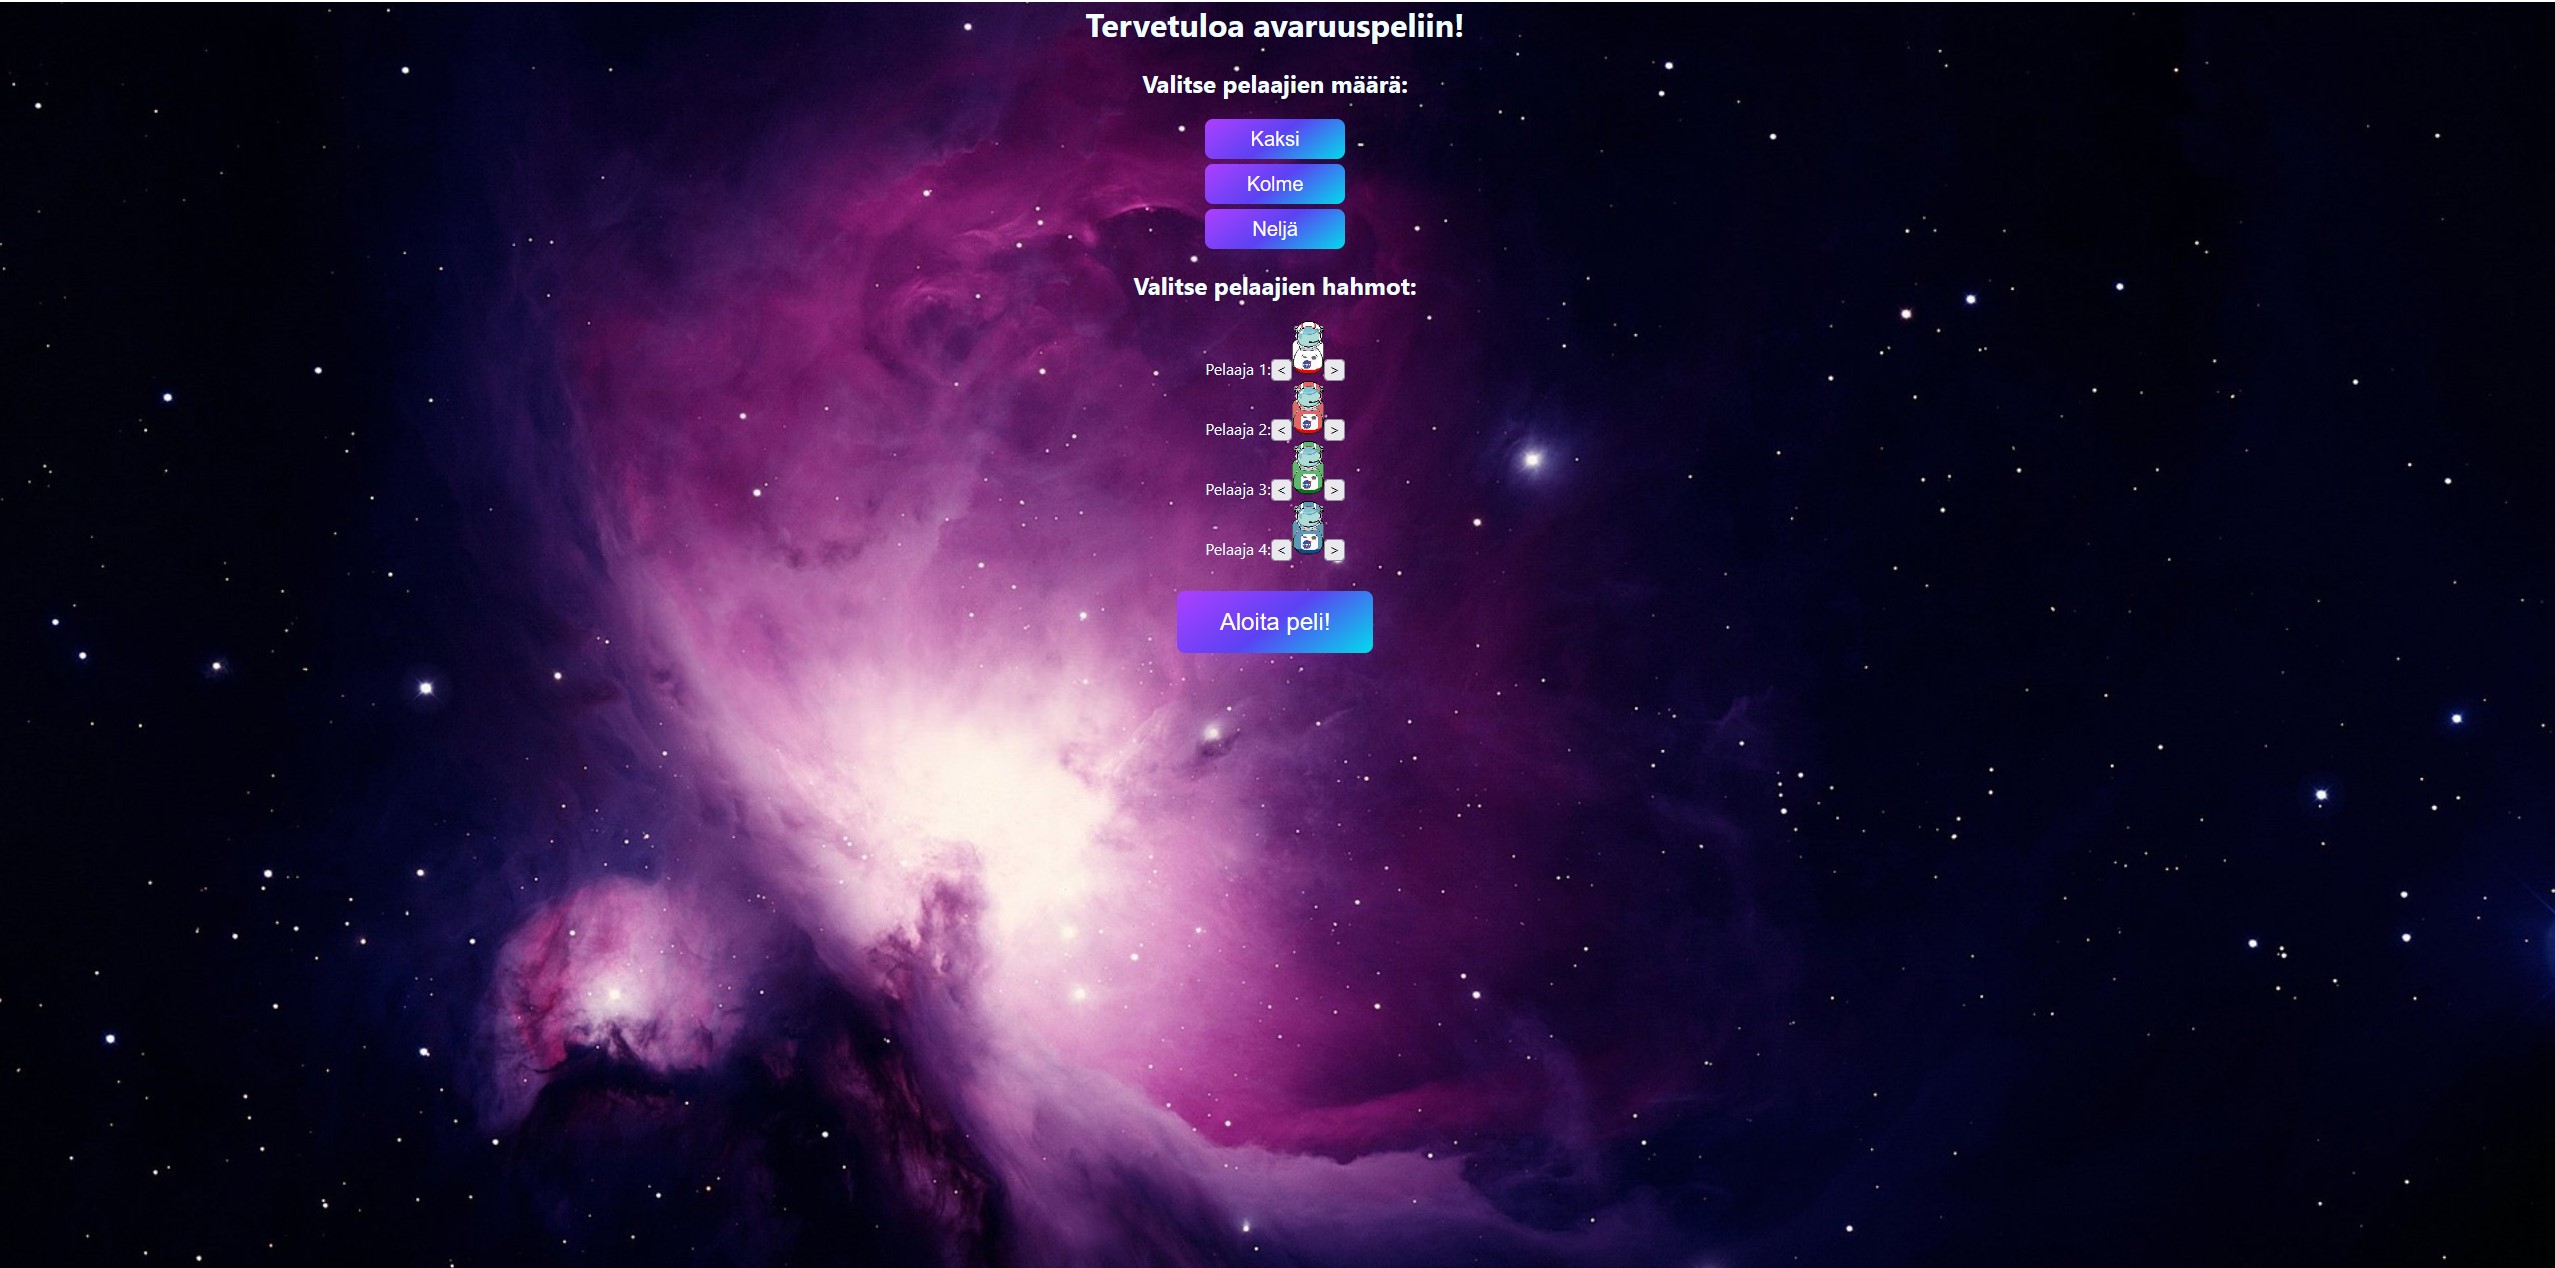 Tervetuloa avaruuspeliin!
Valitse pelaajien määrä:
Kaksi
Kolme
Neljä
Valitse pelaajien hahmot:
Pelaaja 1: < >
Pelaaja 2: < >
Pelaaja 3: < >
Pelaaja 4: < >
Aloita peli!